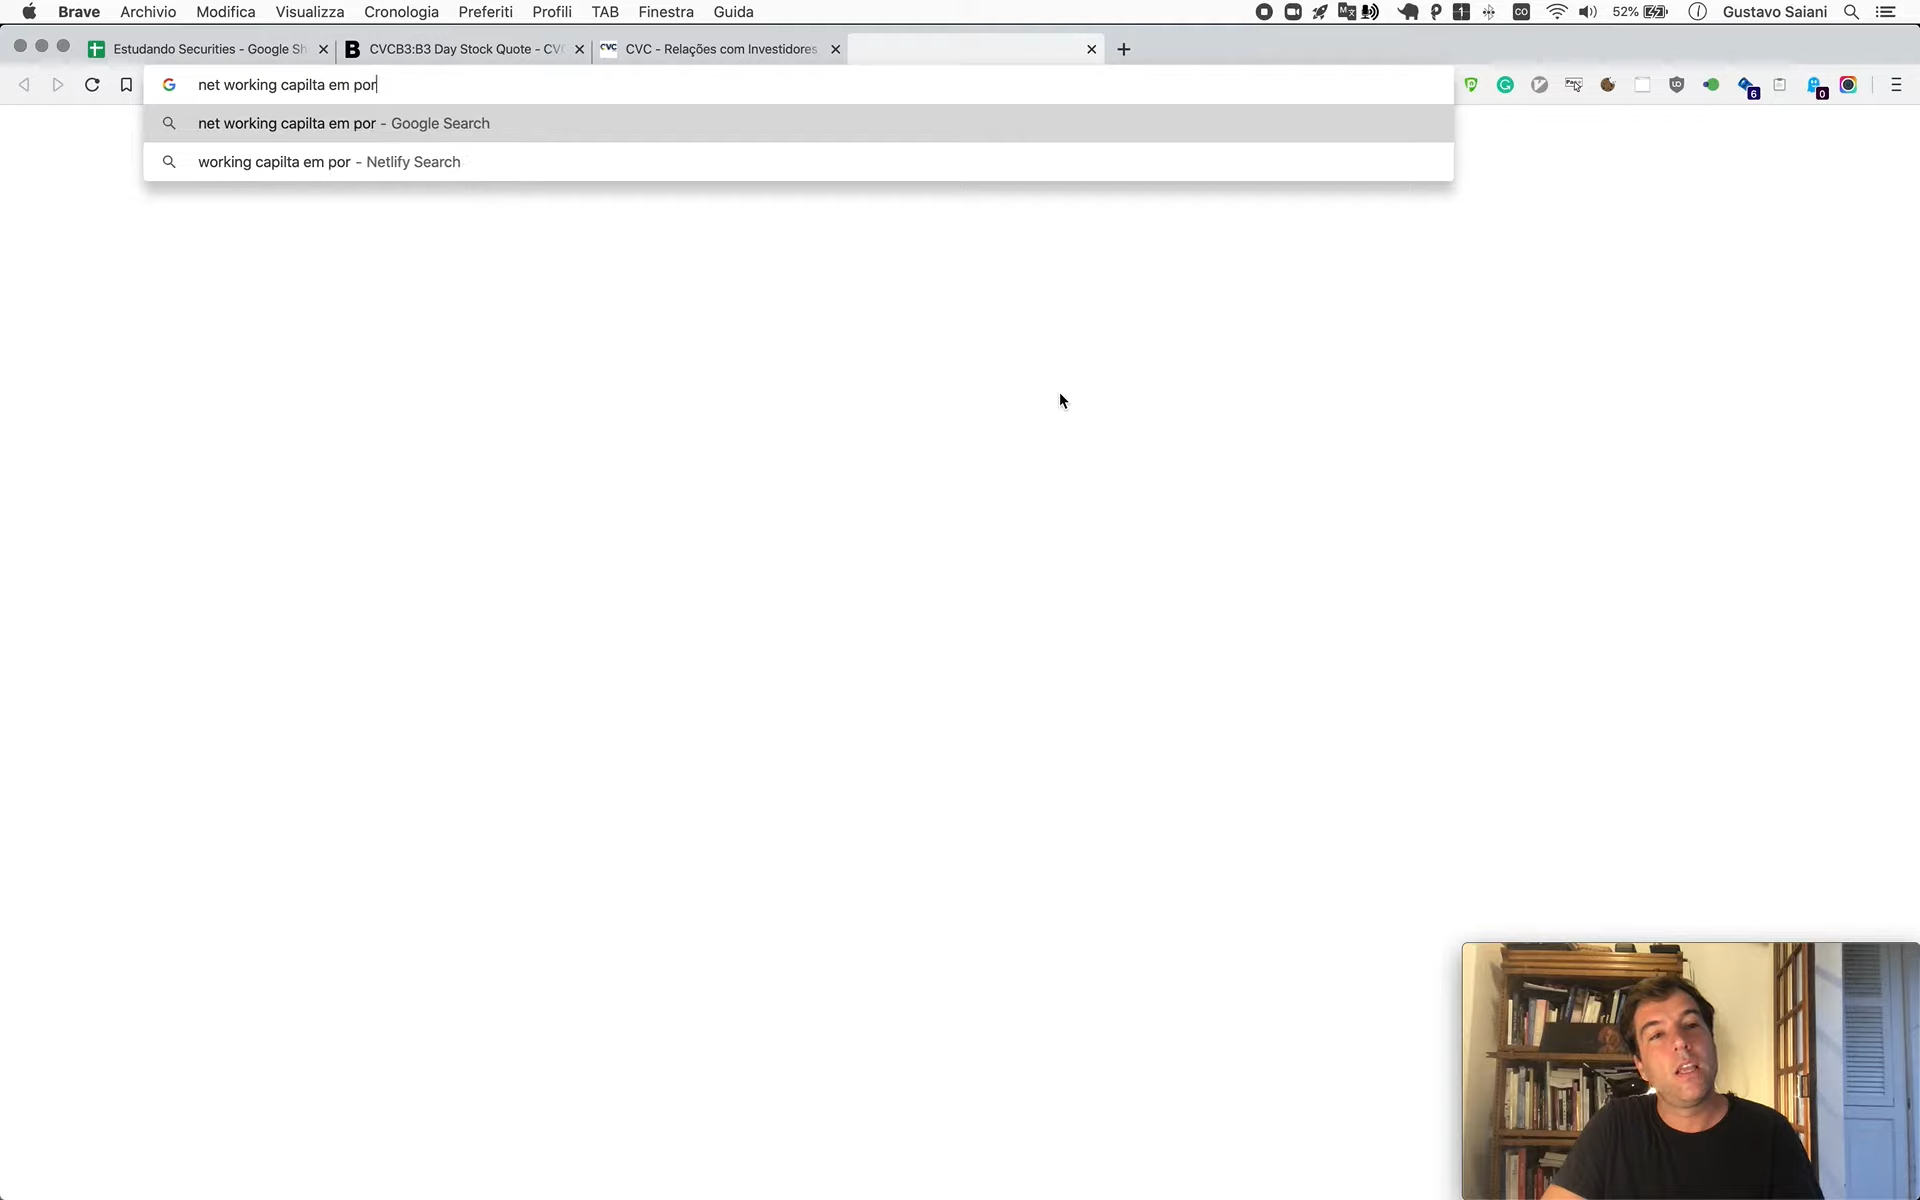 Brave Archivio Modifica Visualizza Cronologia Preferiti Profili TAB Finestra Guida 52% Gustavo Saiani
Estudando Securities - Google Sh CVCB3:B3 Day Stock Quote - CV CVC - Relações com Investidores
net working capilta em por
net working capilta em por - Google Search
working capilta em por - Netlify Search
6 0